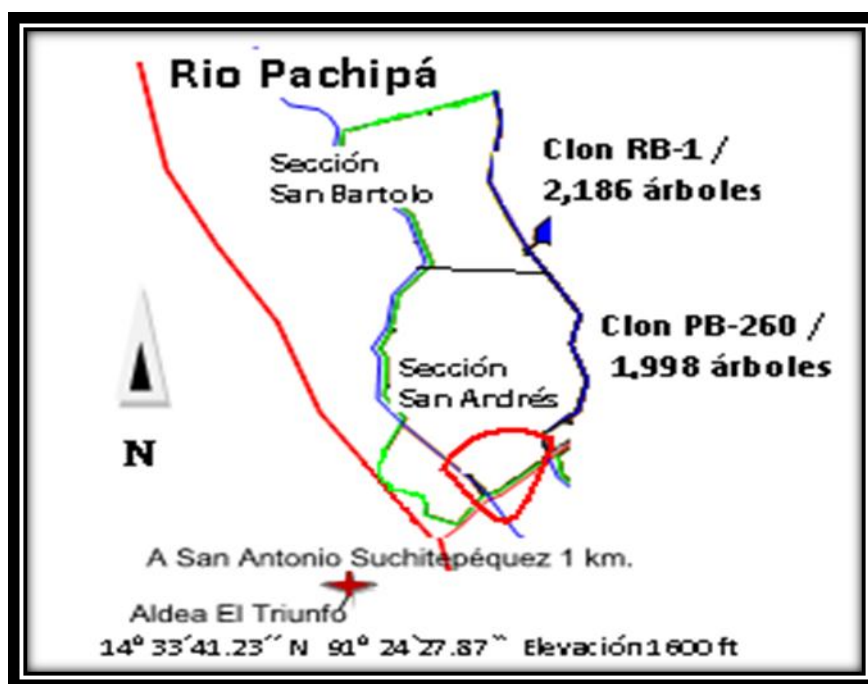 Rio Pachipá
Clon RB-1 /
2,186 árboles
Sección
San Bartolo
Clon PB-260 /
1,998 árboles
Sección
San Andrés
N
A San Antonio Suchitepéquez 1 km.
Aldea El Triunfo
14º 33´41.23´´ N 91º 24´27.87´´ Elevación 1600 ft